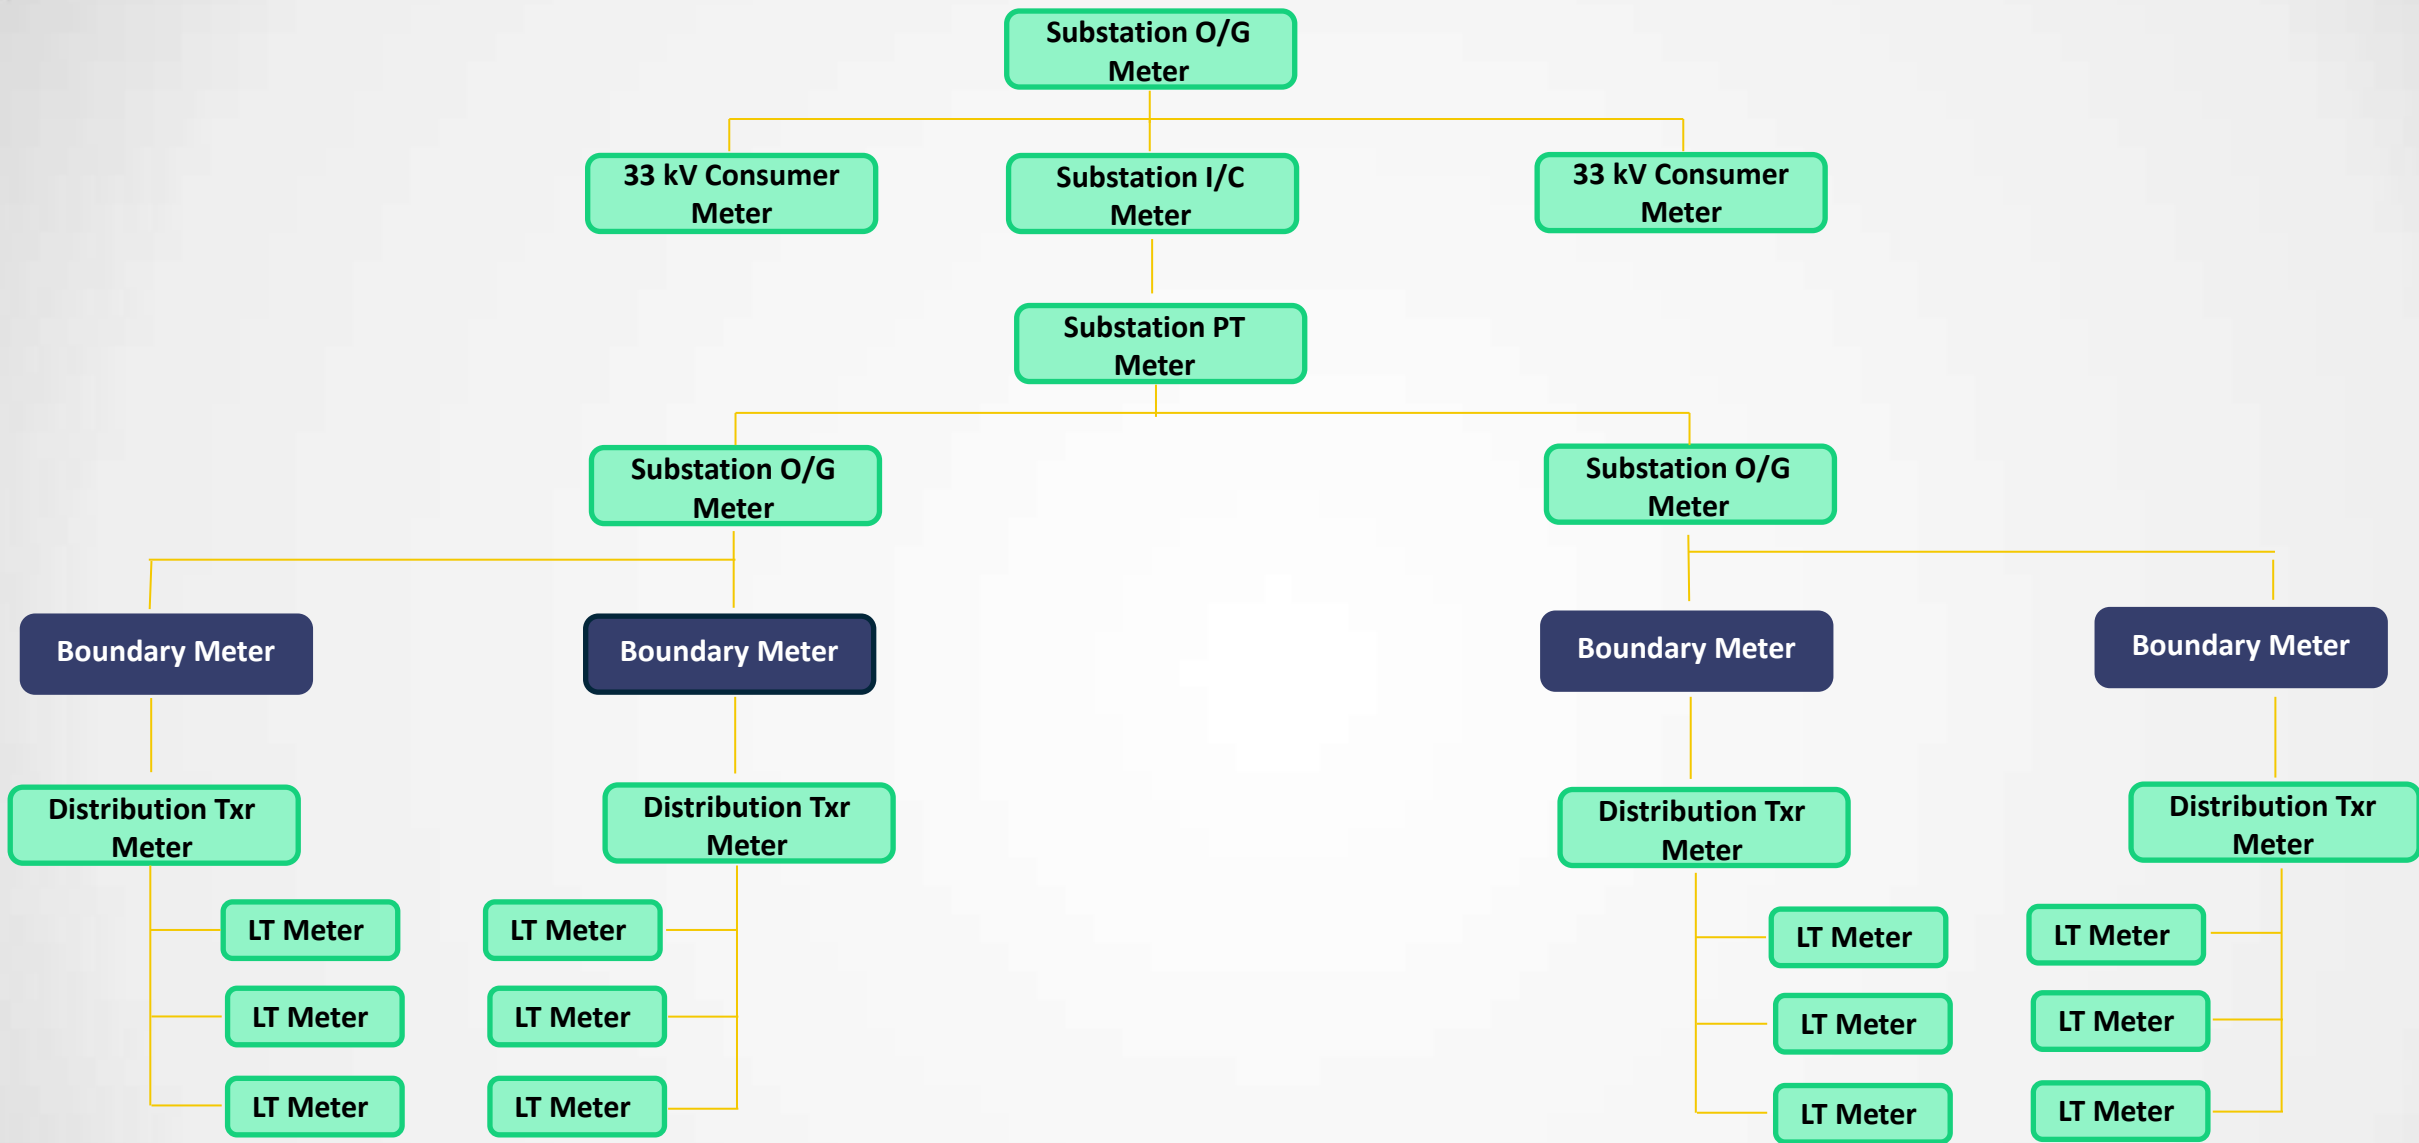 Substation O/G
Meter
33 kV Consumer
Meter
Substation I/C
Meter
33 kV Consumer
Meter
Substation PT
Meter
Substation O/G
Meter
Substation O/G
Meter
Boundary Meter
Boundary Meter
Boundary Meter
Boundary Meter
Distribution Txr
Meter
Distribution Txr
Meter
Distribution Txr
Meter
Distribution Txr
Meter
LT Meter
LT Meter
LT Meter
LT Meter
LT Meter
LT Meter
LT Meter
LT Meter
LT Meter
LT Meter
LT Meter
LT Meter